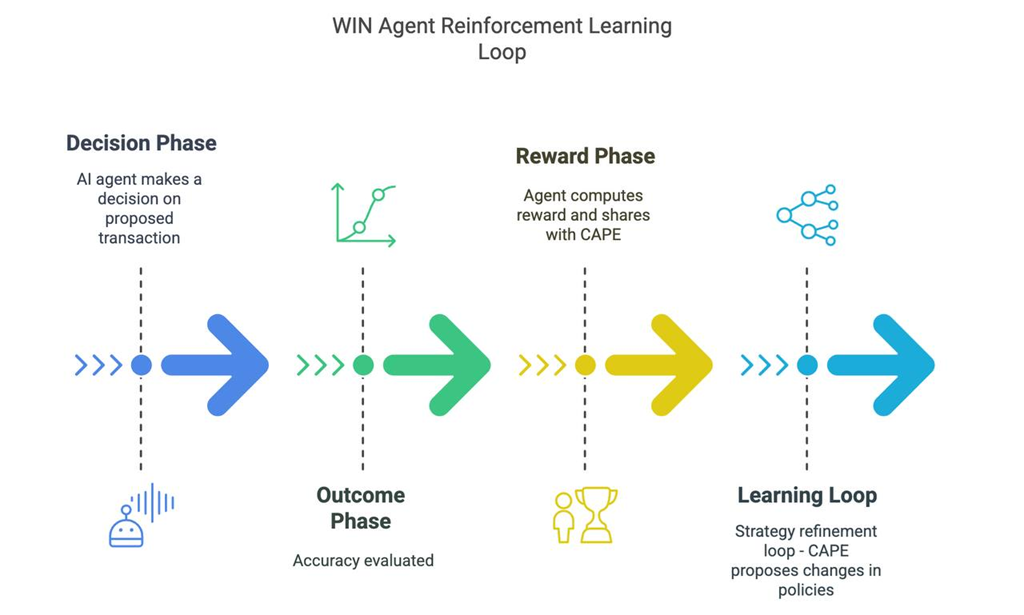 WIN Agent Reinforcement Learning
Loop
Decision Phase
AI agent makes a
decision on
proposed
transaction
Outcome
Phase
Accuracy evaluated
Reward Phase
Agent computes
reward and shares
with CAPE
Learning Loop
Strategy refinement
loop - CAPE
proposes changes in
policies